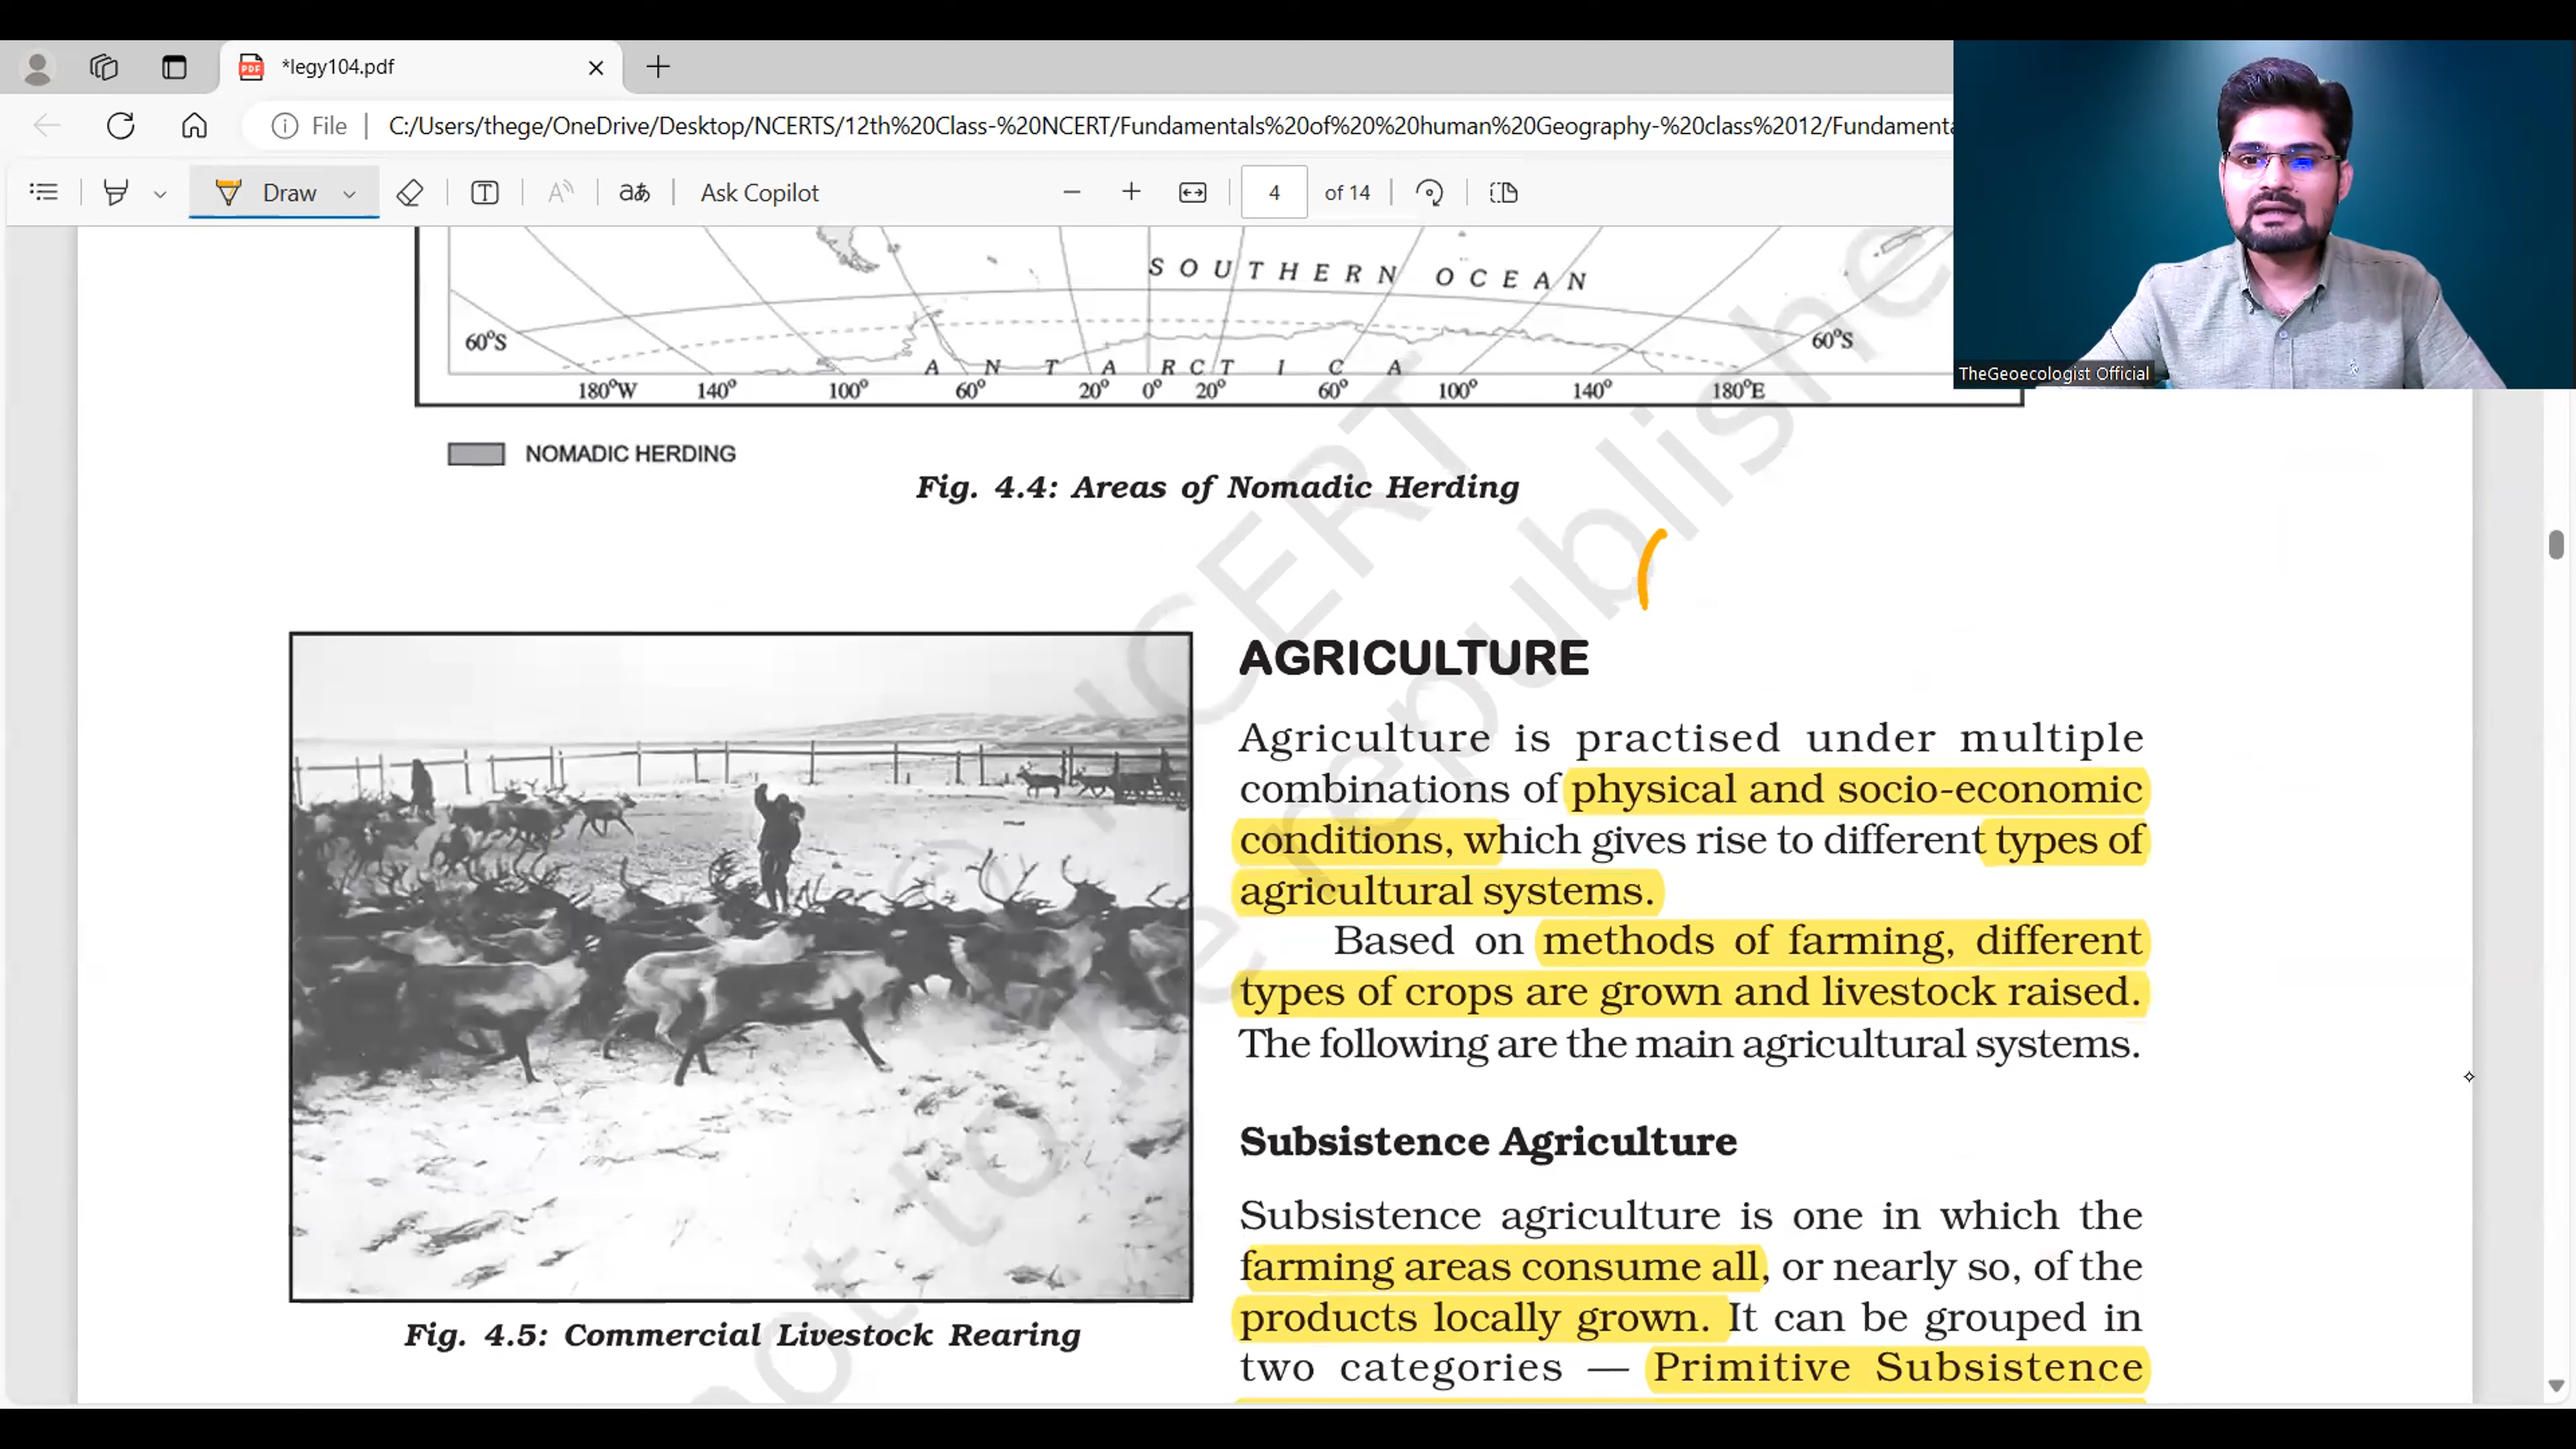 *legy104.pdf
File
C:/Users/thege/OneDrive/Desktop/NCERTS/12th%20Class-%20NCERT/Fundamentals%20of%20%20human%20Geography-%20class%2012/Fundamenta
Draw
Ask Copilot
4 of 14
TheGeoecologist Official
SOUTHERN OCEAN
60°S
60°S
ANTARCTICA
180°W 140° 100° 60° 20° 0° 20° 60° 100° 140° 180°E
NOMADIC HERDING
Fig. 4.4: Areas of Nomadic Herding
© NCERT
not to be republishe
AGRICULTURE
Agriculture is practised under multiple
combinations of physical and socio-economic
conditions, which gives rise to different types of
agricultural systems.
Based on methods of farming, different
types of crops are grown and livestock raised.
The following are the main agricultural systems.
Subsistence Agriculture
Subsistence agriculture is one in which the
farming areas consume all, or nearly so, of the
products locally grown. It can be grouped in
two categories — Primitive Subsistence
Fig. 4.5: Commercial Livestock Rearing